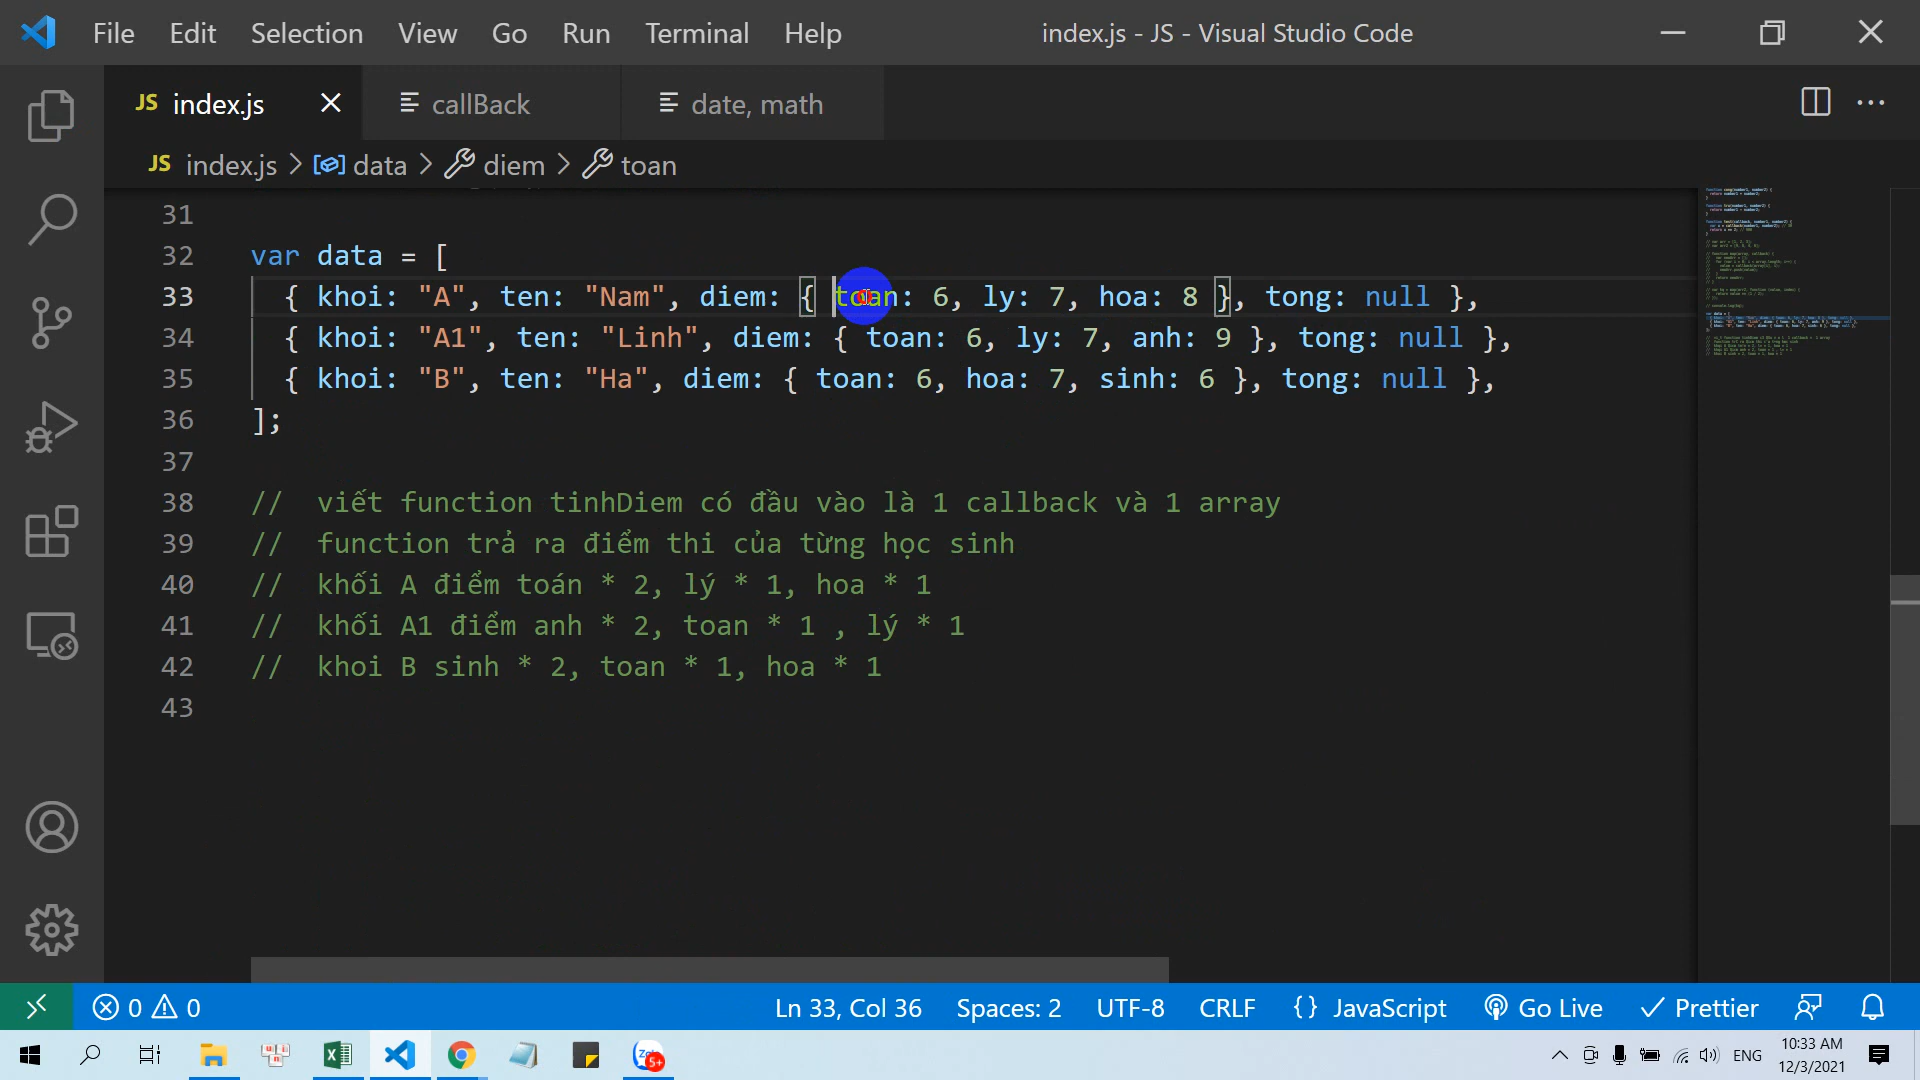 File Edit Selection View Go Run Terminal Help index.js - JS - Visual Studio Code
JS index.js callBack date, math
JS index.js > data > diem > toan
31
32 var data = [
33 { khoi: "A", ten: "Nam", diem: { toan: 6, ly: 7, hoa: 8 }, tong: null },
34 { khoi: "A1", ten: "Linh", diem: { toan: 6, ly: 7, anh: 9 }, tong: null },
35 { khoi: "B", ten: "Ha", diem: { toan: 6, hoa: 7, sinh: 6 }, tong: null },
36 ];
37
38 // viết function tinhDiem có đầu vào là 1 callback và 1 array
39 // function trả ra điểm thi của từng học sinh
40 // khối A điểm toán * 2, lý * 1, hoa * 1
41 // khối A1 điểm anh * 2, toan * 1 , lý * 1
42 // khoi B sinh * 2, toan * 1, hoa * 1
43
0 0 Ln 33, Col 36 Spaces: 2 UTF-8 CRLF {} JavaScript Go Live Prettier
5+ ENG 10:33 AM
12/3/2021